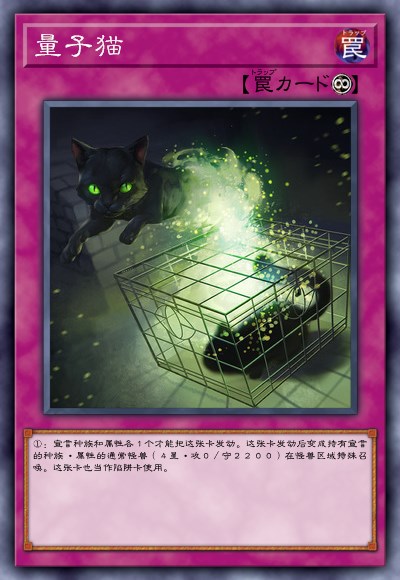 量子猫
罠
トラップ
【罠カード】
トラップ
①：宣言种族和属性各１个才能把这张卡发动。这张卡发动后变成持有宣言
的种族·属性的通常怪兽（４星·攻０／守２２００）在怪兽区域特殊召
唤。这张卡也当作陷阱卡使用。